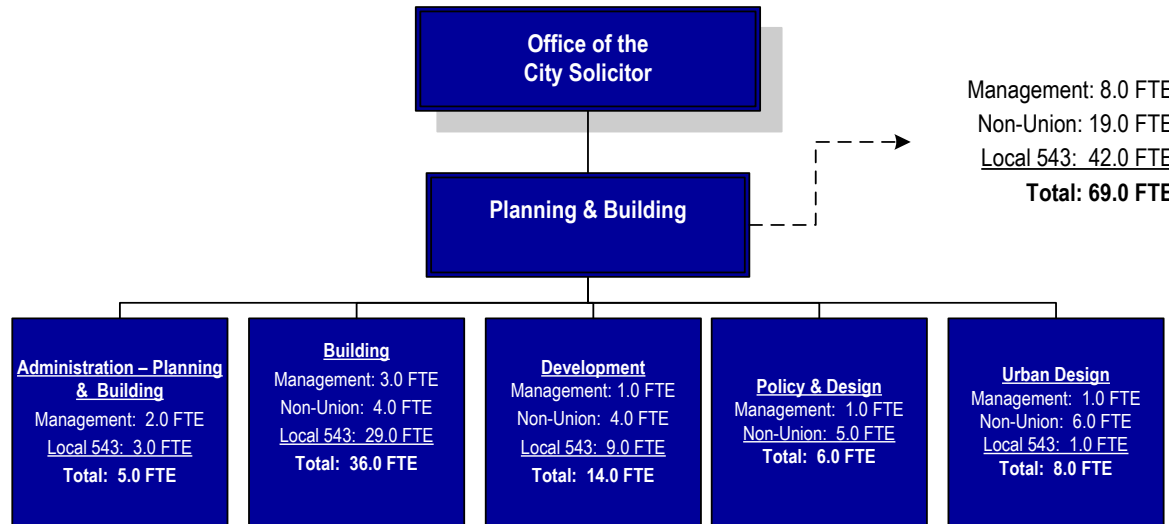 Office of the
City Solicitor
Management: 8.0 FTE
Non-Union: 19.0 FTE
Local 543: 42.0 FTE
Total: 69.0 FTE
Planning & Building
Administration – Planning
& Building
Management: 2.0 FTE
Local 543: 3.0 FTE
Total: 5.0 FTE
Building
Management: 3.0 FTE
Non-Union: 4.0 FTE
Local 543: 29.0 FTE
Total: 36.0 FTE
Development
Management: 1.0 FTE
Non-Union: 4.0 FTE
Local 543: 9.0 FTE
Total: 14.0 FTE
Policy & Design
Management: 1.0 FTE
Non-Union: 5.0 FTE
Total: 6.0 FTE
Urban Design
Management: 1.0 FTE
Non-Union: 6.0 FTE
Local 543: 1.0 FTE
Total: 8.0 FTE